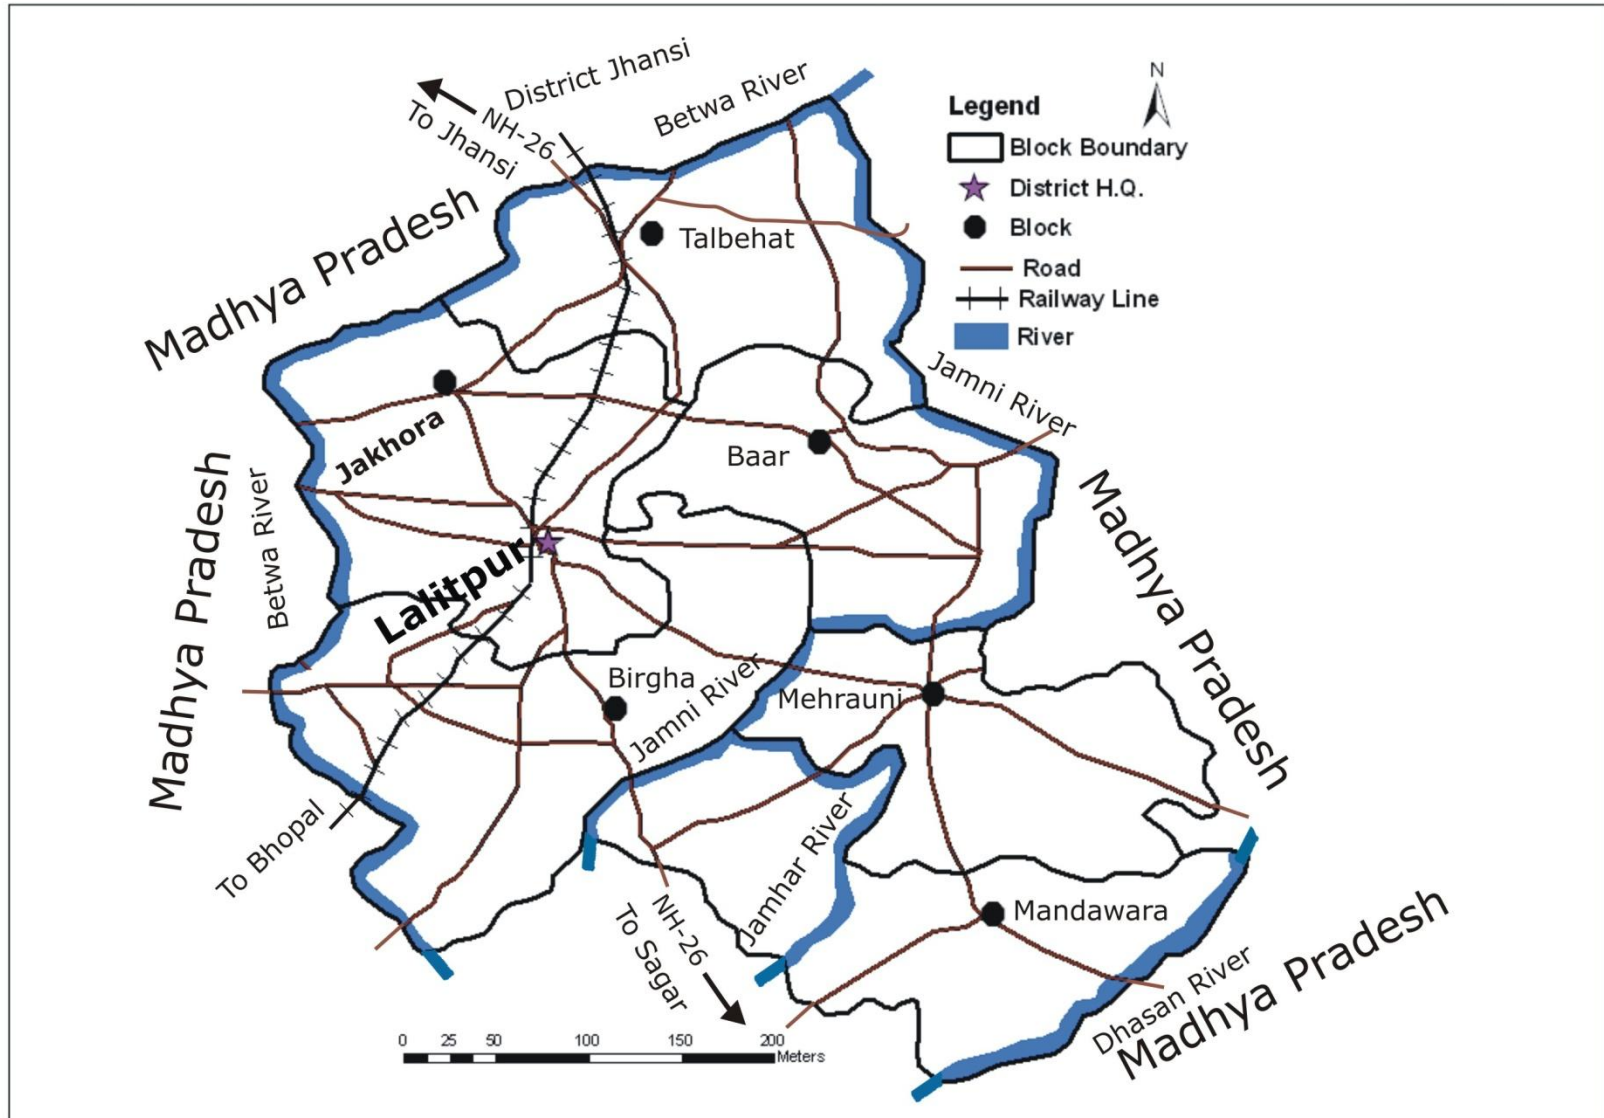 District Jhansi
NH-26
To Jhansi
Betwa River
N
Legend
Block Boundary
District H.Q.
Block
Road
Railway Line
River
Madhya Pradesh
Talbehat
Jamni River
Jakhora
Baar
Madhya Pradesh
Betwa River
Lalitpur
Madhya Pradesh
Birgha
Jamni River
Mehrauni
To Bhopal
Jamhar River
NH-26
To Sagar
Mandawara
Dhasan River
Madhya Pradesh
0 25 50 100 150 200
Meters